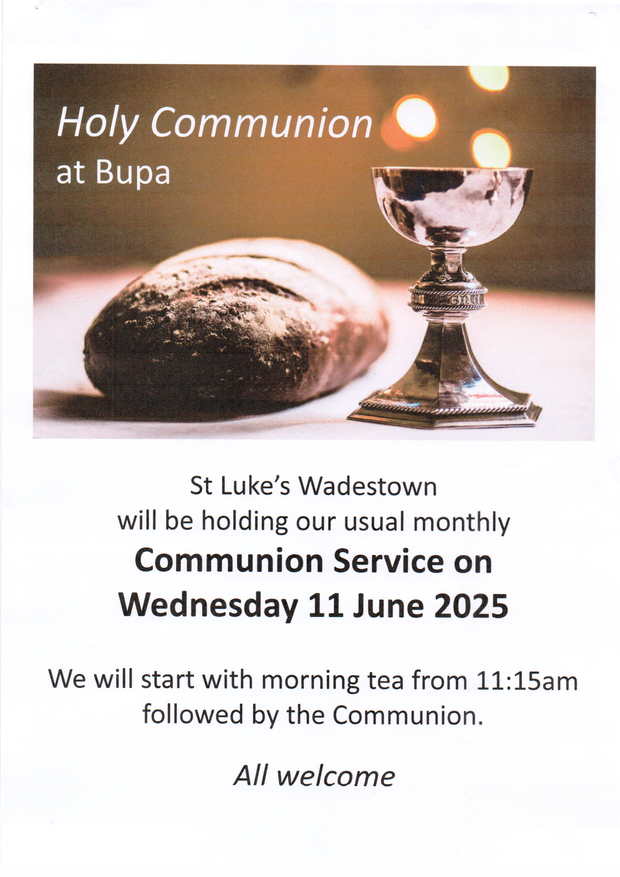 Holy Communion
at Bupa
St Luke’s Wadestown
will be holding our usual monthly
Communion Service on
Wednesday 11 June 2025
We will start with morning tea from 11:15am
followed by the Communion.
All welcome